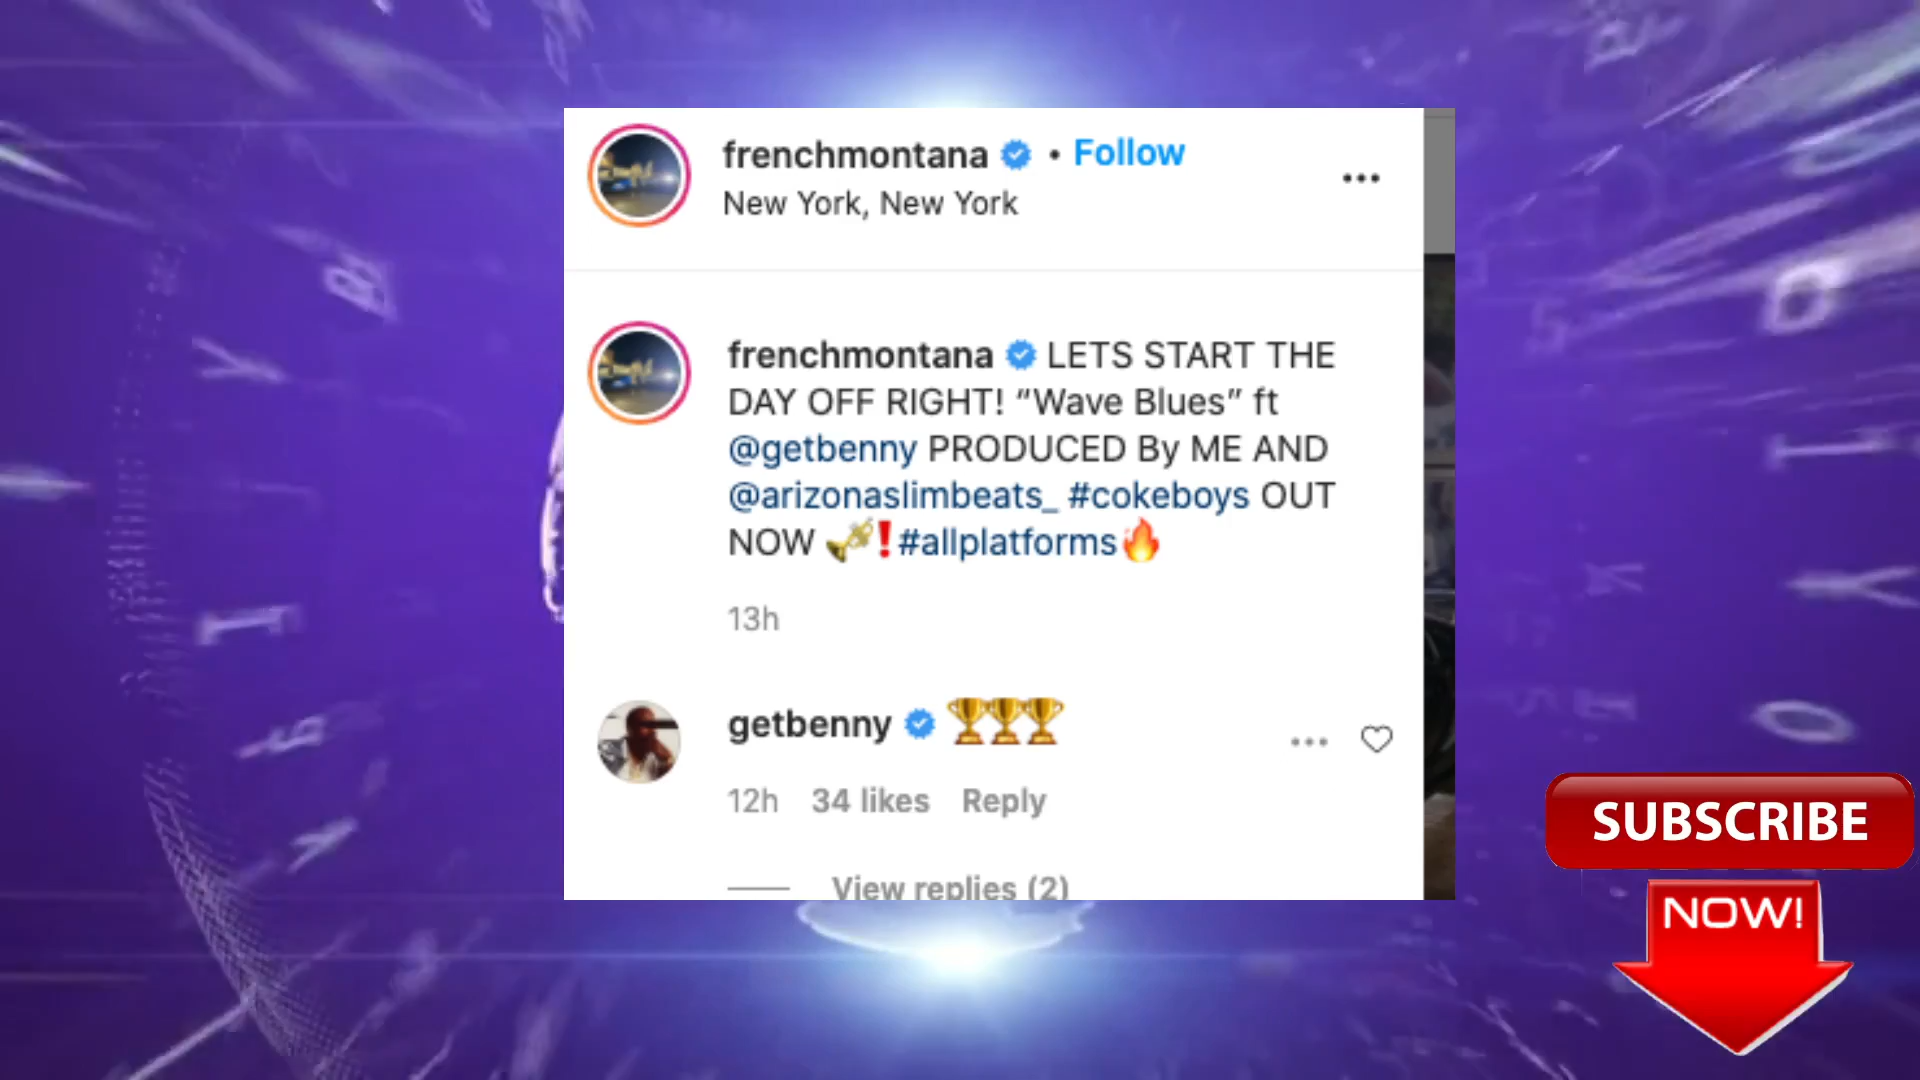 frenchmontana • Follow
•••
New York, New York
frenchmontana LETS START THE
DAY OFF RIGHT! “Wave Blues” ft
@getbenny PRODUCED By ME AND
@arizonaslimbeats_ #cokeboys OUT
NOW 🎺❗#allplatforms🔥
13h
getbenny 🏆🏆🏆
•••
12h 34 likes Reply
View replies (2)
SUBSCRIBE
NOW!